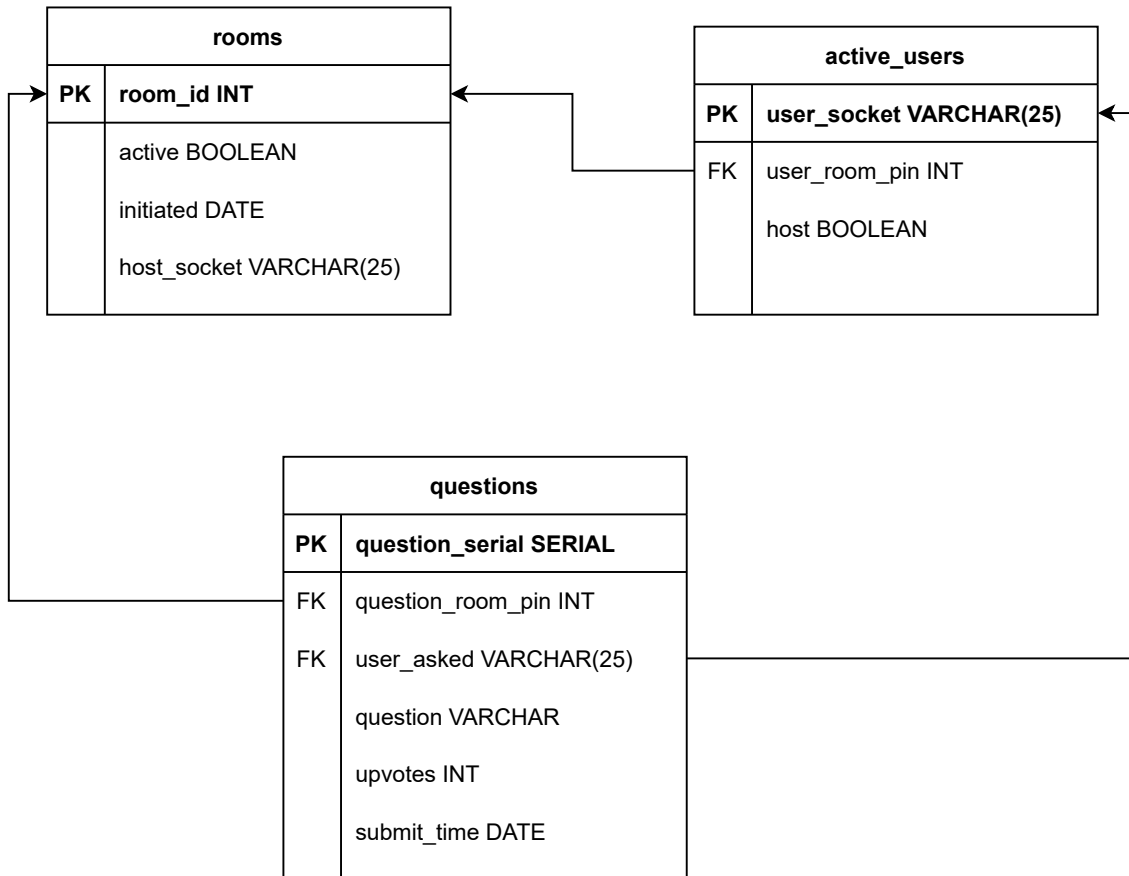 rooms
PK room_id INT
active BOOLEAN
initiated DATE
host_socket VARCHAR(25)
active_users
PK user_socket VARCHAR(25)
FK user_room_pin INT
host BOOLEAN
questions
PK question_serial SERIAL
FK question_room_pin INT
FK user_asked VARCHAR(25)
question VARCHAR
upvotes INT
submit_time DATE